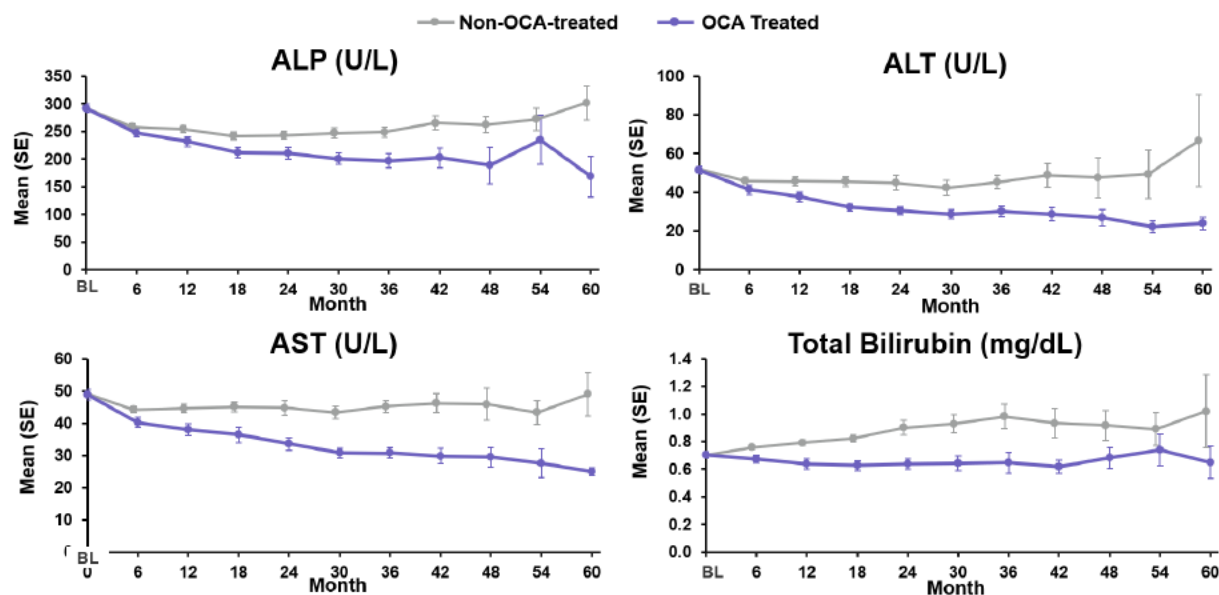 Non-OCA-treated OCA Treated
ALP (U/L)
Mean (SE)
350
300
250
200
150
100
50
0
BL 6 12 18 24 30 36 42 48 54 60
Month
ALT (U/L)
Mean (SE)
100
80
60
40
20
0
BL 6 12 18 24 30 36 42 48 54 60
Month
AST (U/L)
Mean (SE)
60
50
40
30
20
10
BL 6 12 18 24 30 36 42 48 54 60
Month
Total Bilirubin (mg/dL)
Mean (SE)
1.4
1.2
1.0
0.8
0.6
0.4
0.2
0.0
BL 6 12 18 24 30 36 42 48 54 60
Month